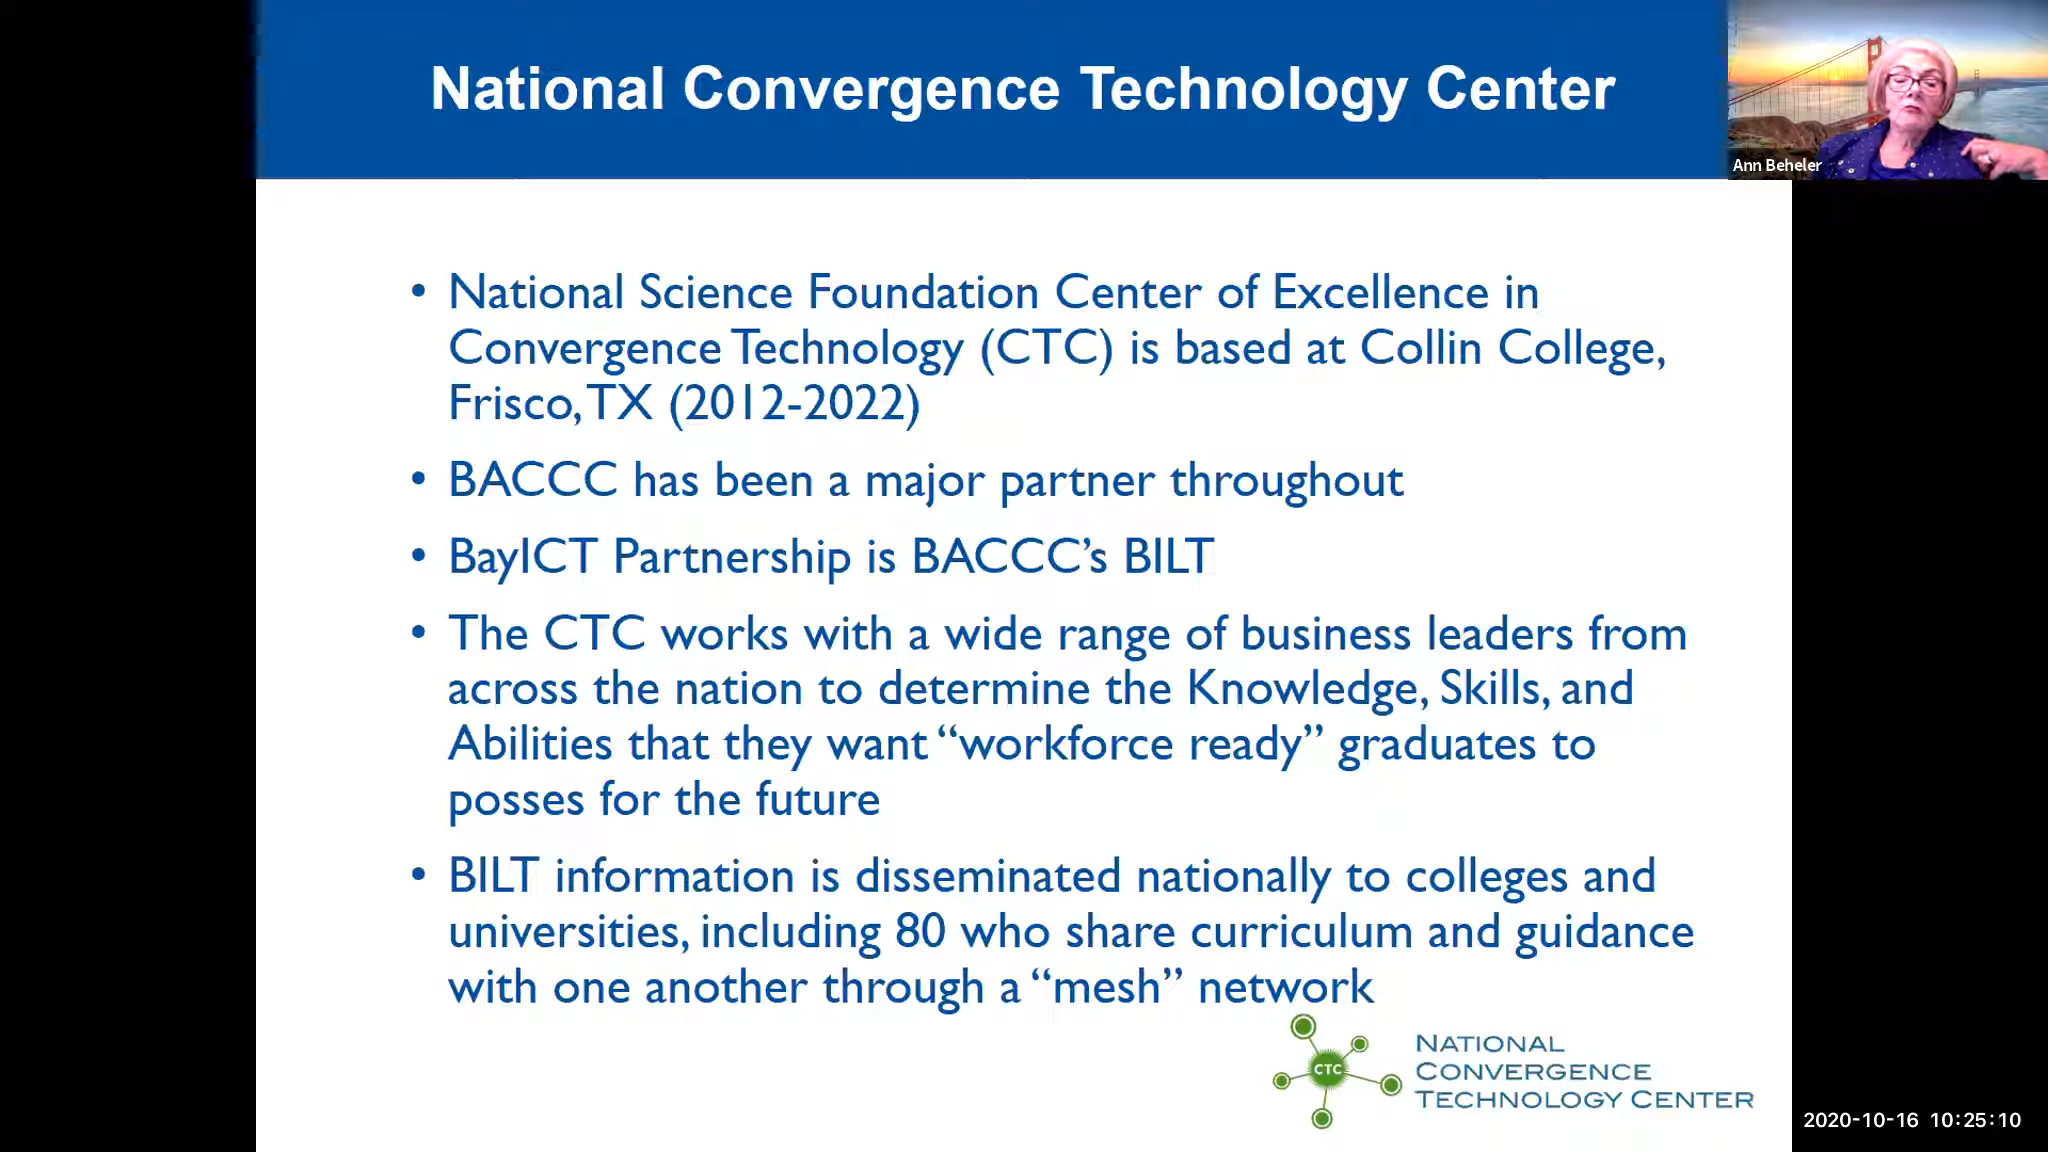 National Convergence Technology Center
Ann Beheler
• National Science Foundation Center of Excellence in
Convergence Technology (CTC) is based at Collin College,
Frisco, TX (2012-2022)
• BACCC has been a major partner throughout
• BayICT Partnership is BACCC’s BILT
• The CTC works with a wide range of business leaders from
across the nation to determine the Knowledge, Skills, and
Abilities that they want “workforce ready” graduates to
posses for the future
• BILT information is disseminated nationally to colleges and
universities, including 80 who share curriculum and guidance
with one another through a “mesh” network
CTC
NATIONAL
CONVERGENCE
TECHNOLOGY CENTER
2020-10-16 10:25:10